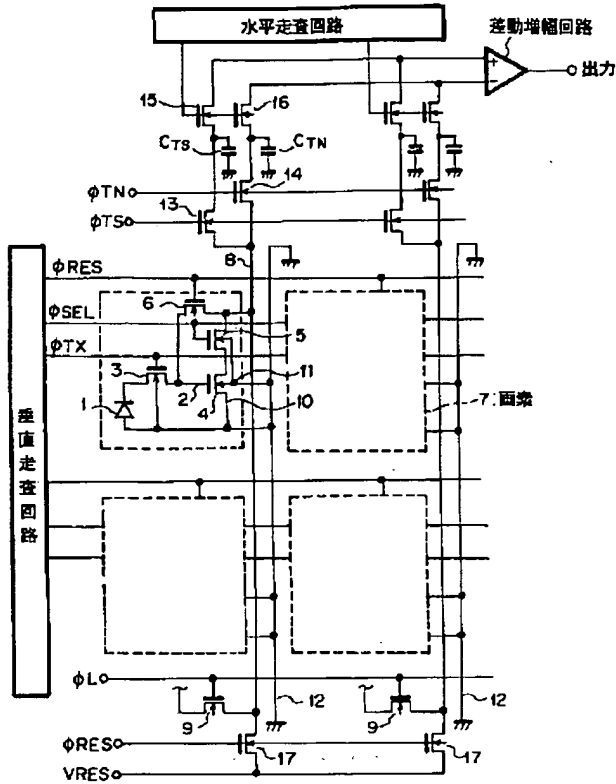 水平走査回路
差動増幅回路
+
−
出力
15
16
CTS
CTN
14
φTN
13
φTS
8
φRES
6
φSEL
5
φTX
3
11
1
2
4
10
7:画素
垂直走査回路
φL
9
12
9
12
φRES
17
17
VRES